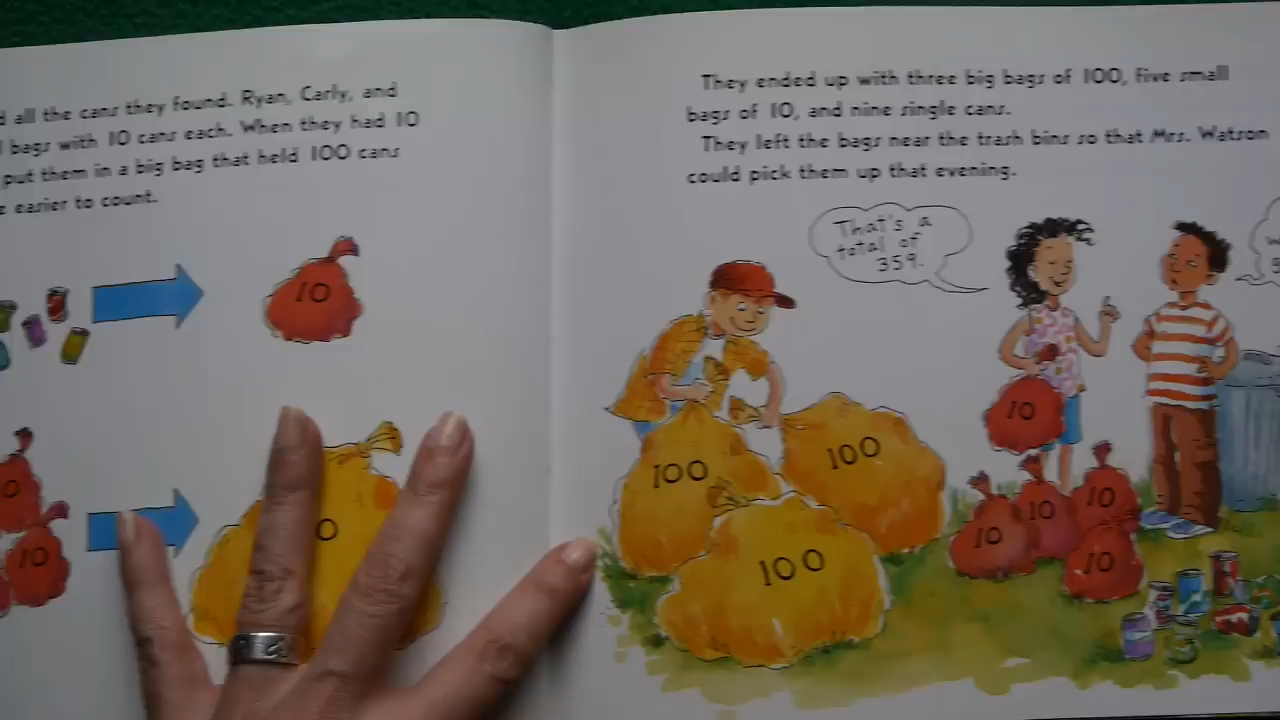 all the cans they found. Ryan, Carly, and
bags with 10 cans each. When they had 10
put them in a big bag that held 100 cans
easier to count.
10
10
They ended up with three big bags of 100, five small
bags of 10, and nine single cans.
They left the bags near the trash bins so that Mrs. Watson
could pick them up that evening.
That's a
total of
359.
100
100
100
10
10
10
10
10